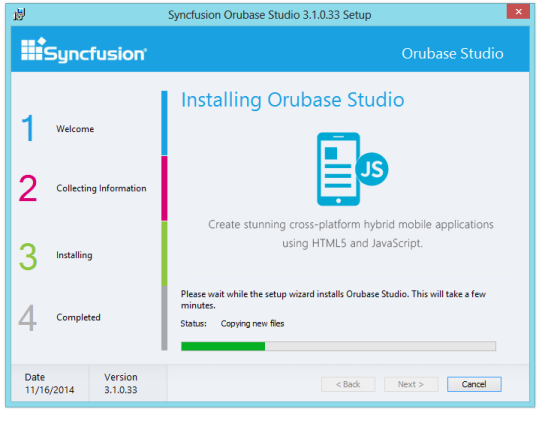 Syncfusion Orubase Studio 3.1.0.33 Setup
Syncfusion
Orubase Studio
1 Welcome
2 Collecting Information
3 Installing
4 Completed
Installing Orubase Studio
JS
Create stunning cross-platform hybrid mobile applications
using HTML5 and JavaScript.
Please wait while the setup wizard installs Orubase Studio. This will take a few
minutes.
Status: Copying new files
Date
11/16/2014
Version
3.1.0.33
< Back
Next >
Cancel